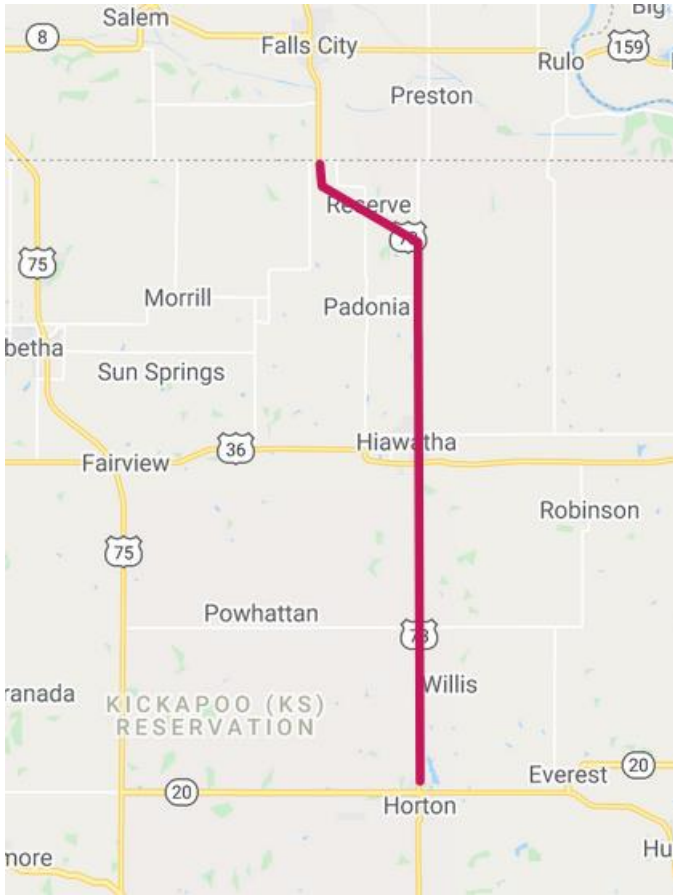 Salem
Big
8
Falls City
159
Rulo
Preston
Reserve
73
75
Morrill
Padonia
betha
Sun Springs
36
Hiawatha
Fairview
Robinson
75
Powhattan
73
Willis
ranada
KICKAPOO (KS)
RESERVATION
20
Everest
20
Horton
more
Hu